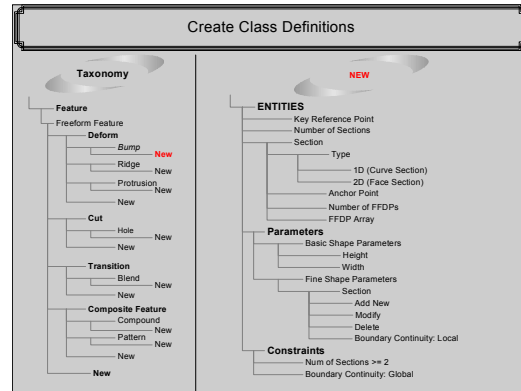 Create Class Definitions
Taxonomy
Feature
Freeform Feature
Deform
Bump
New
Ridge
New
Protrusion
New
New
Cut
Hole
New
New
Transition
Blend
New
New
Composite Feature
Compound
New
Pattern
New
New
New
NEW
ENTITIES
Key Reference Point
Number of Sections
Section
Type
1D (Curve Section)
2D (Face Section)
Anchor Point
Number of FFDPs
FFDP Array
Parameters
Basic Shape Parameters
Height
Width
Fine Shape Parameters
Section
Add New
Modify
Delete
Boundary Continuity: Local
Constraints
Num of Sections >= 2
Boundary Continuity: Global